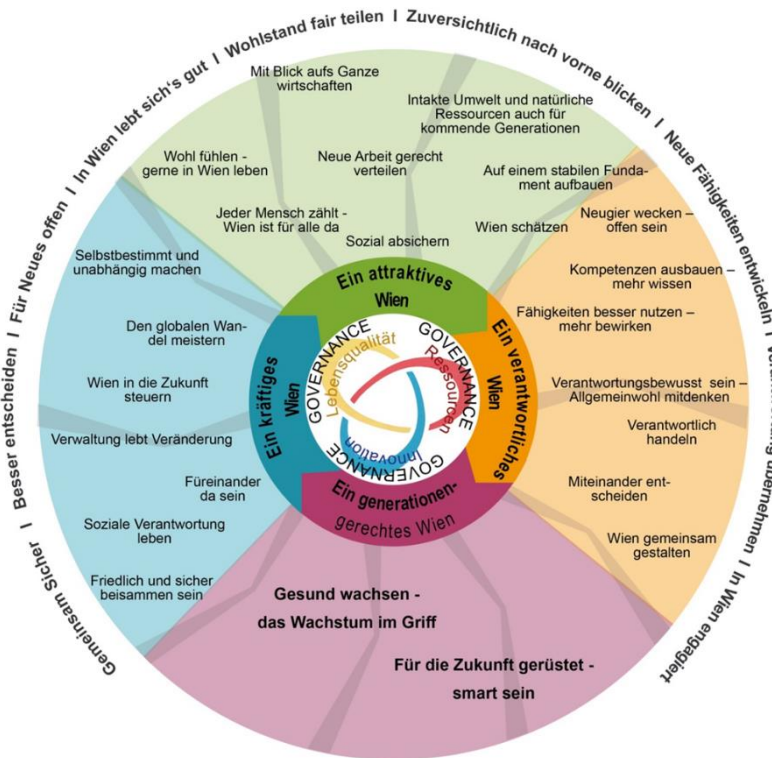 Gemeinsam Sicher I Besser entscheiden I Für Neues offen I In Wien lebt sich's gut I Wohlstand fair teilen I Zuversichtlich nach vorne blicken I Neue Fähigkeiten entwickeln I Verantwortung übernehmen I In Wien engagiert
Mit Blick aufs Ganze
wirtschaften
Intakte Umwelt und natürliche
Ressourcen auch für
kommende Generationen
Wohl fühlen -
gerne in Wien leben
Neue Arbeit gerecht
verteilen
Auf einem stabilen Funda-
ment aufbauen
Jeder Mensch zählt -
Wien ist für alle da
Sozial absichern
Wien schätzen
Neugier wecken –
offen sein
Kompetenzen ausbauen –
mehr wissen
Fähigkeiten besser nutzen –
mehr bewirken
Verantwortungsbewusst sein –
Allgemeinwohl mitdenken
Verantwortlich
handeln
Miteinander ent-
scheiden
Wien gemeinsam
gestalten
Selbstbestimmt und
unabhängig machen
Den globalen Wan-
del meistern
Wien in die Zukunft
steuern
Verwaltung lebt Veränderung
Füreinander
da sein
Soziale Verantwortung
leben
Friedlich und sicher
beisammen sein
Gesund wachsen -
das Wachstum im Griff
Für die Zukunft gerüstet -
smart sein
Ein attraktives
Wien
Ein verantwortliches
Wien
Ein generationen-
gerechtes Wien
Ein kräftiges
Wien
GOVERNANCE
Lebensqualität
GOVERNANCE
Ressourcen
GOVERNANCE
Innovation